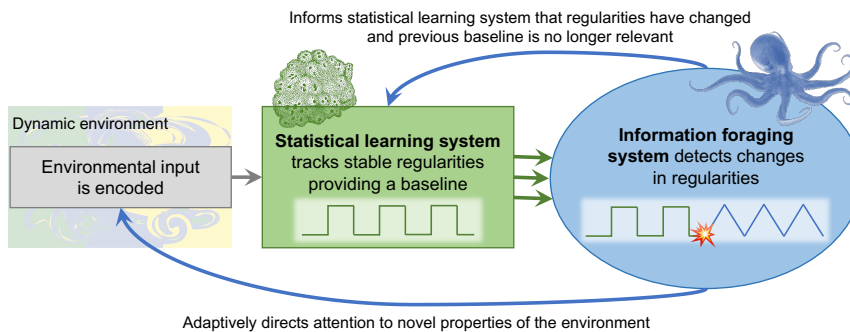 Informs statistical learning system that regularities have changed
and previous baseline is no longer relevant
Dynamic environment
Environmental input
is encoded
Statistical learning system
tracks stable regularities
providing a baseline
Information foraging
system detects changes
in regularities
Adaptively directs attention to novel properties of the environment